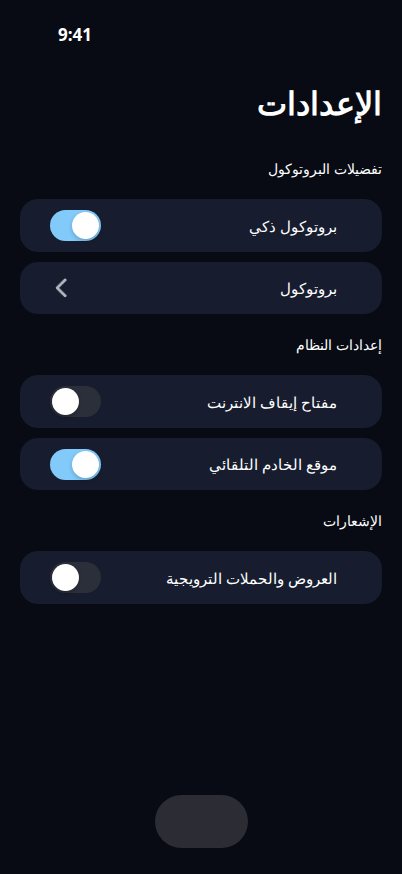 9:41
الإعدادات
تفضيلات البروتوكول
بروتوكول ذكي
بروتوكول
إعدادات النظام
مفتاح إيقاف الانترنت
موقع الخادم التلقائي
الإشعارات
العروض والحملات الترويجية